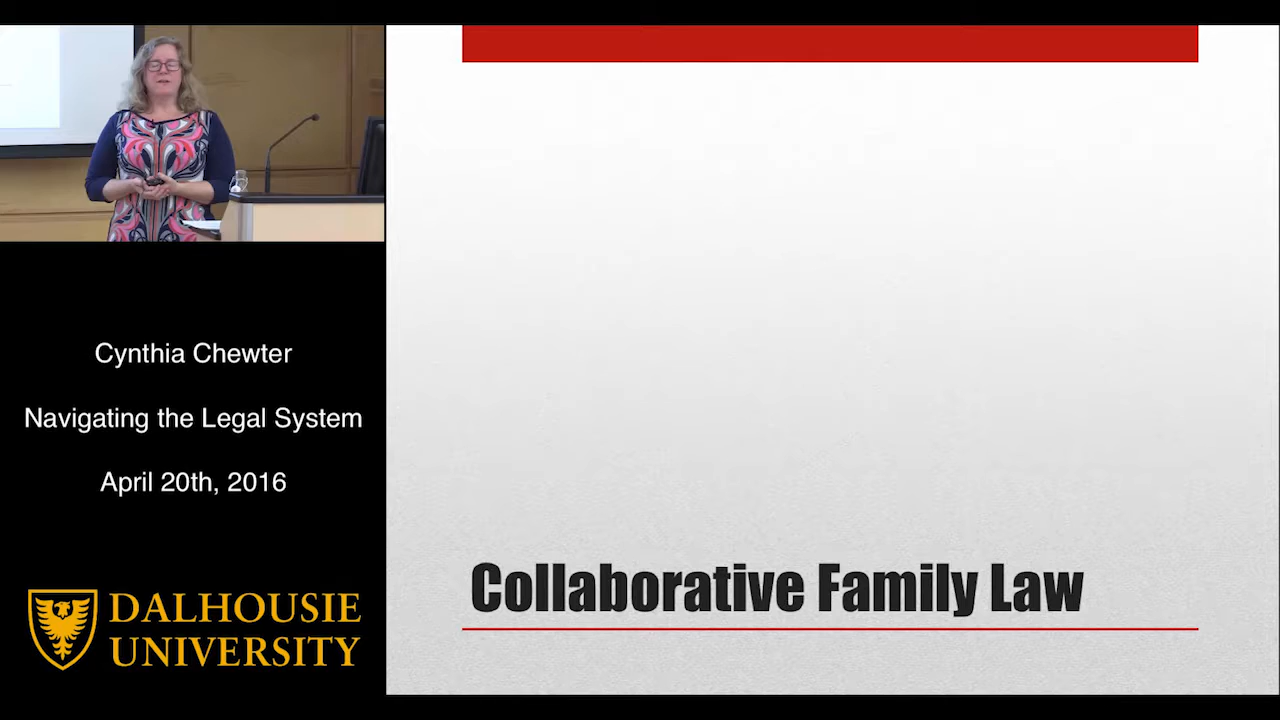 Cynthia Chewter
Navigating the Legal System
April 20th, 2016
DALHOUSIE
UNIVERSITY
Collaborative Family Law